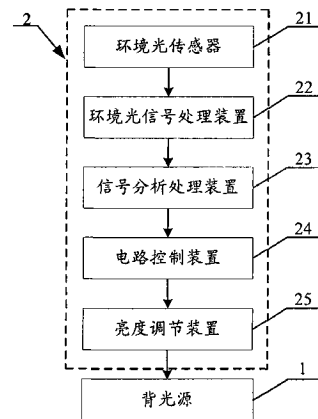 2
环境光传感器
21
环境光信号处理装置
22
信号分析处理装置
23
电路控制装置
24
亮度调节装置
25
背光源
1